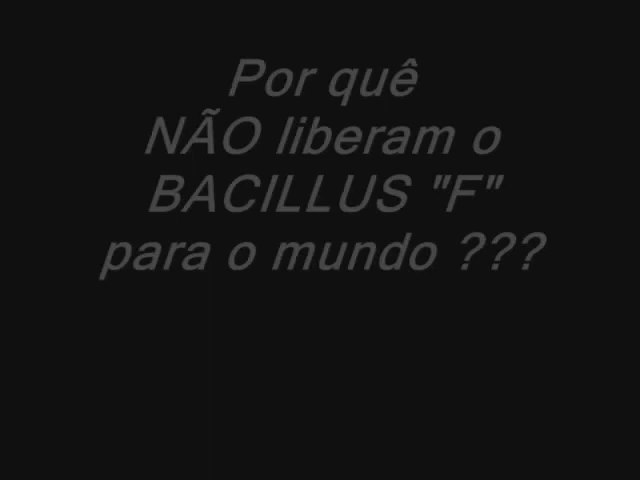 Por quê
NÃO liberam o
BACILLUS "F"
para o mundo ???